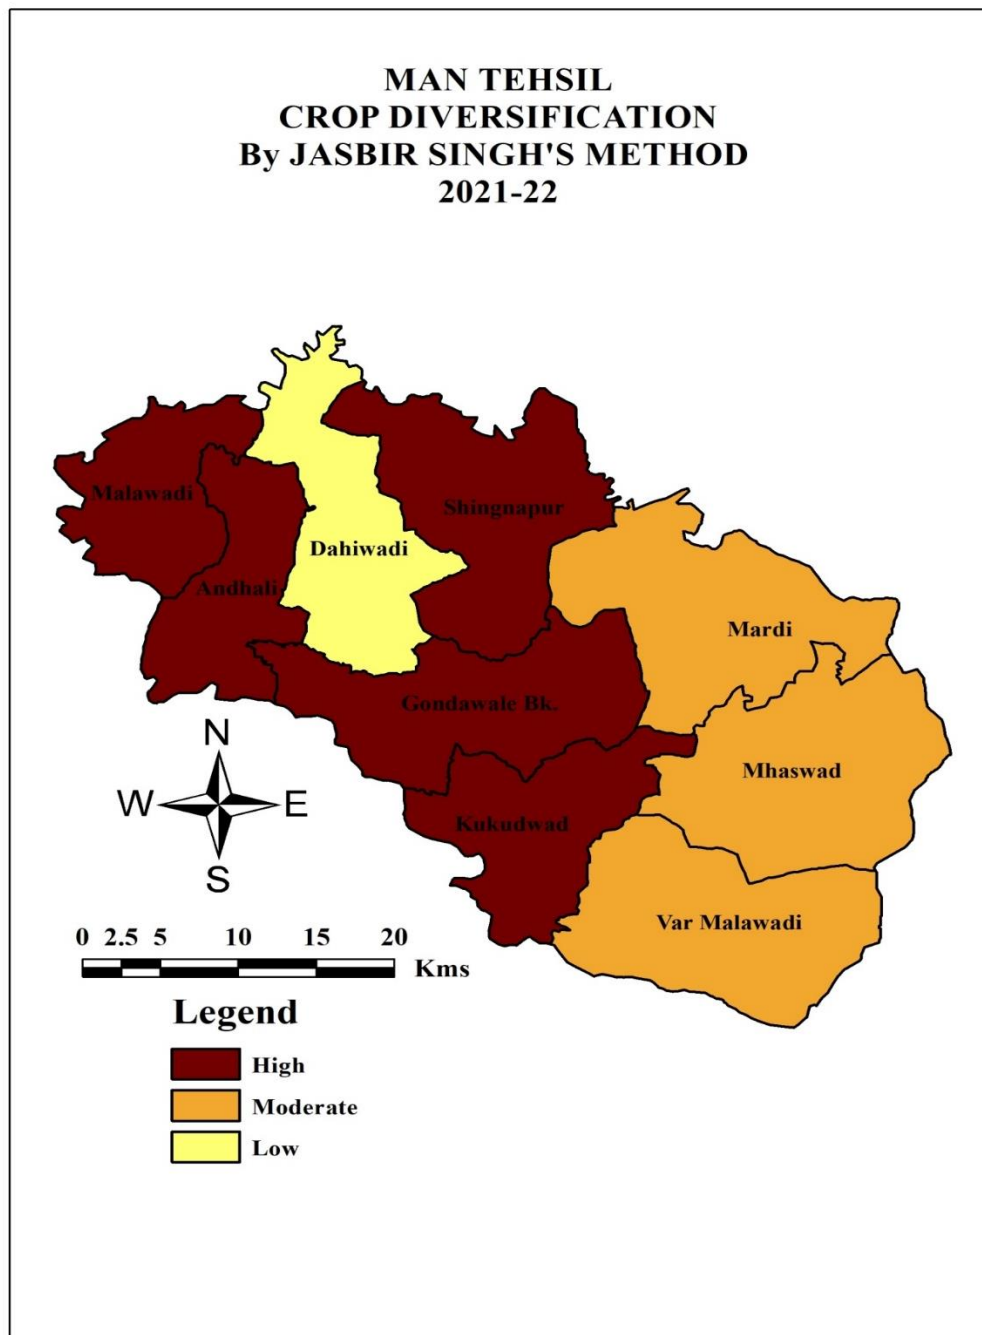 MAN TEHSIL
CROP DIVERSIFICATION
By JASBIR SINGH'S METHOD
2021-22
Malawadi
Shingnapur
Dahiwadi
Andhali
Mardi
Gondawale Bk.
Mhaswad
Kukudwad
Var Malawadi
N
W E
S
0 2.5 5 10 15 20
Kms
Legend
High
Moderate
Low